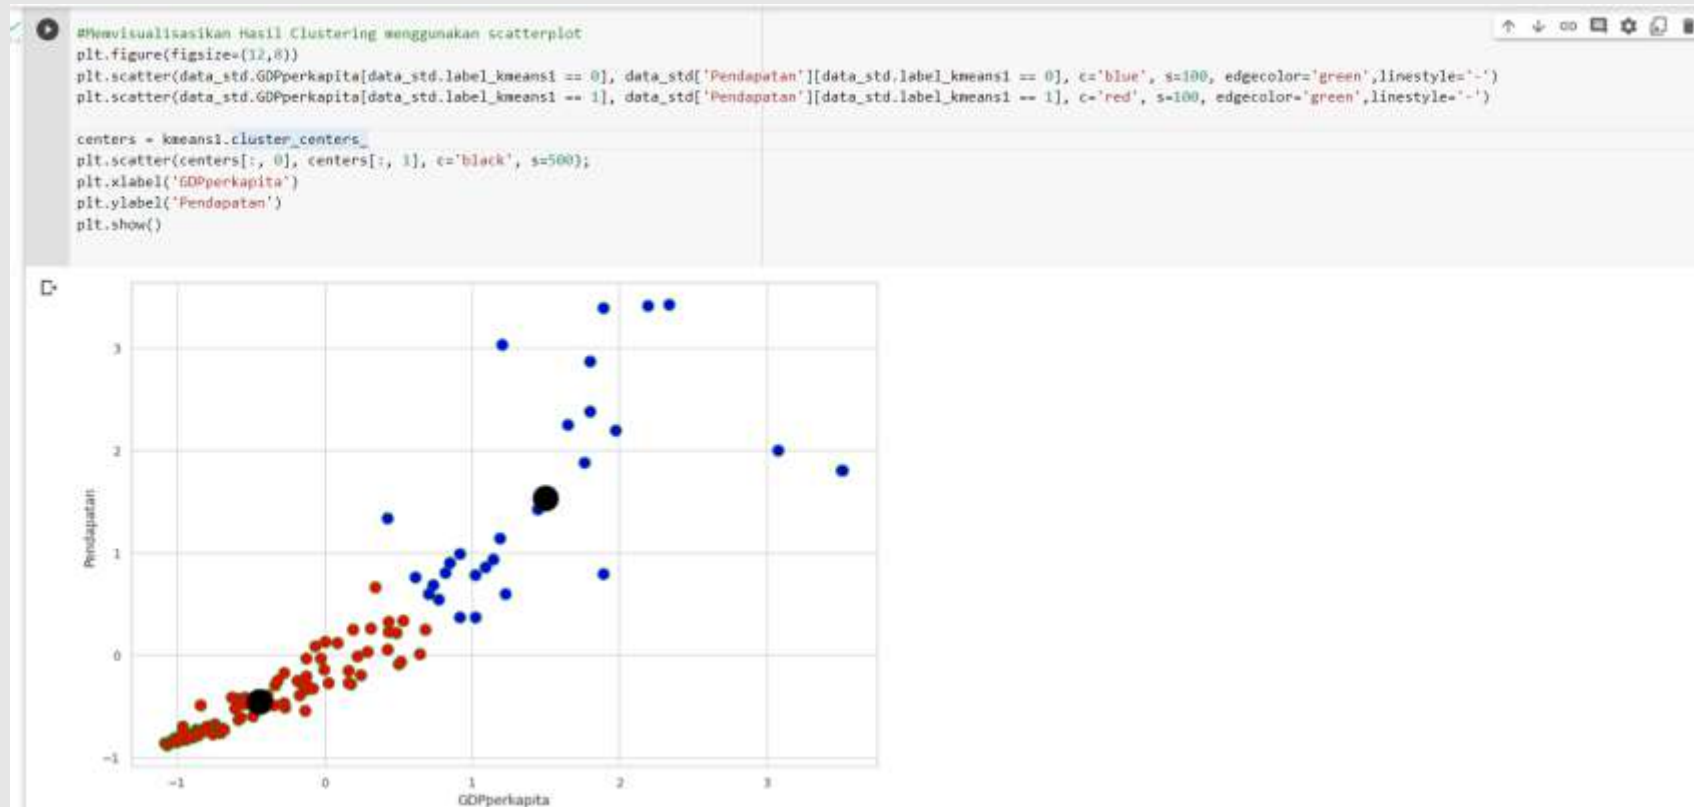 #Memvisualisasikan Hasil Clustering menggunakan scatterplot
plt.figure(figsize=(12,8))
plt.scatter(data_std.GDPperkapita[data_std.label_kmeans1 == 0], data_std['Pendapatan'][data_std.label_kmeans1 == 0], c='blue', s=100, edgecolor='green',linestyle='-')
plt.scatter(data_std.GDPperkapita[data_std.label_kmeans1 == 1], data_std['Pendapatan'][data_std.label_kmeans1 == 1], c='red', s=100, edgecolor='green',linestyle='-')
centers = kmeans1.cluster_centers_
plt.scatter(centers[:, 0], centers[:, 1], c='black', s=500);
plt.xlabel('GDPperkapita')
plt.ylabel('Pendapatan')
plt.show()
3
2
1
0
-1
Pendapatan
-1 0 1 2 3
GDPperkapita